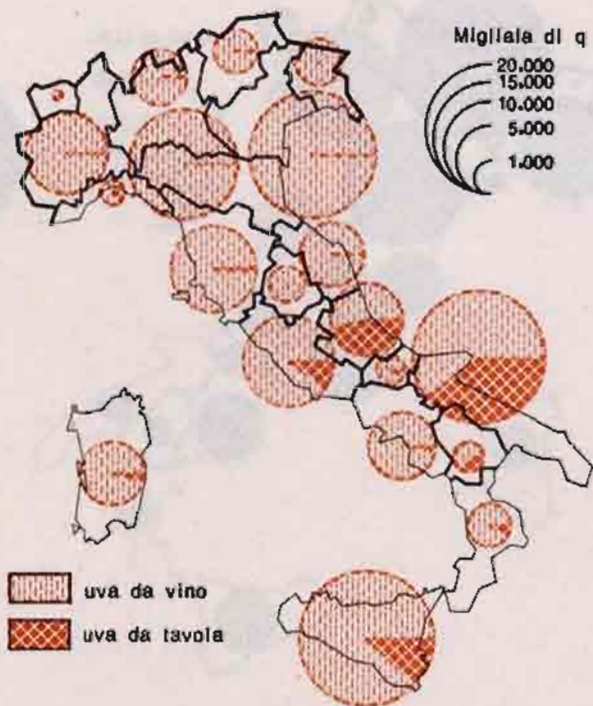 Migliaia di q
20.000
15.000
10.000
5.000
1.000
uva da vino
uva da tavola